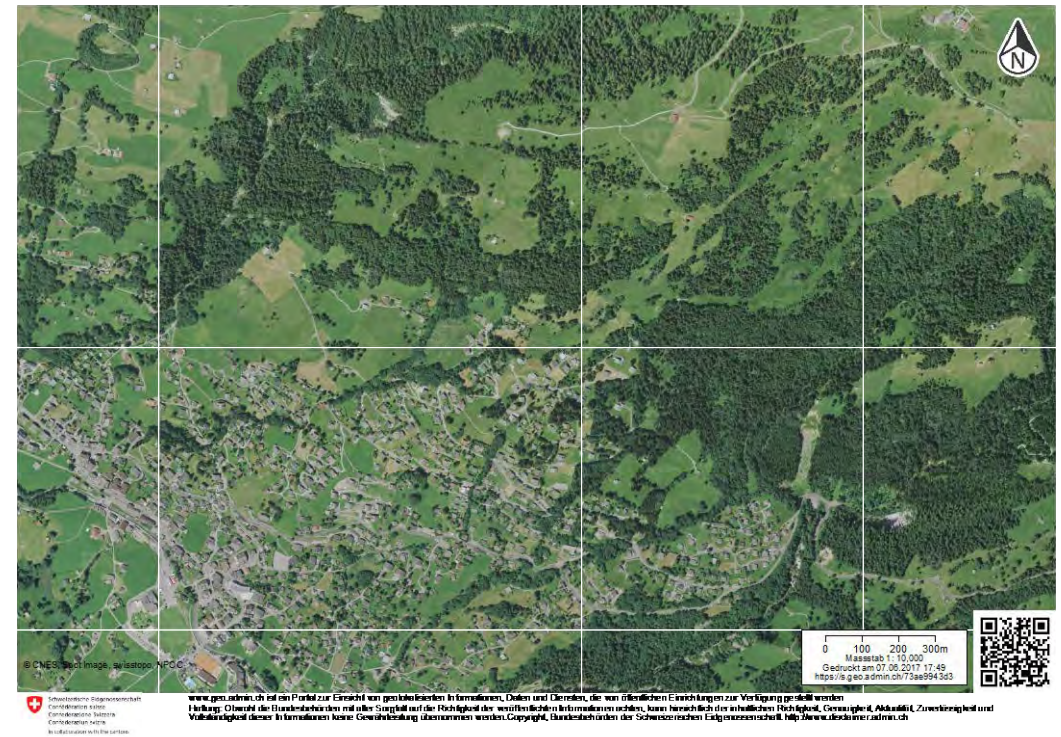 N
© CNES, Spot Image, swisstopo, NPOC
0 100 200 300m
Massstab 1: 10,000
Gedruckt am 07.06.2017 17:49
https://s.geo.admin.ch/73ae9943d3
Schweizerische Eidgenossenschaft
Confédération suisse
Confederazione Svizzera
Confederaziun svizra
In collaboration with the cantons
www.geo.admin.ch ist ein Portal zur Einsicht von geolokalisierten Informationen, Daten und Diensten, die von öffentlichen Einrichtungen zur Verfügung gestellt werden
Haftung: Obwohl die Bundesbehörden mit aller Sorgfalt auf die Richtigkeit der veröffentlichten Informationen achten, kann hinsichtlich der inhaltlichen Richtigkeit, Genauigkeit, Aktualität, Zuverlässigkeit und
Vollständigkeit dieser Informationen keine Gewährleistung übernommen werden.Copyright, Bundesbehörden der Schweizerischen Eidgenossenschaft. http://www.disclaimer.admin.ch